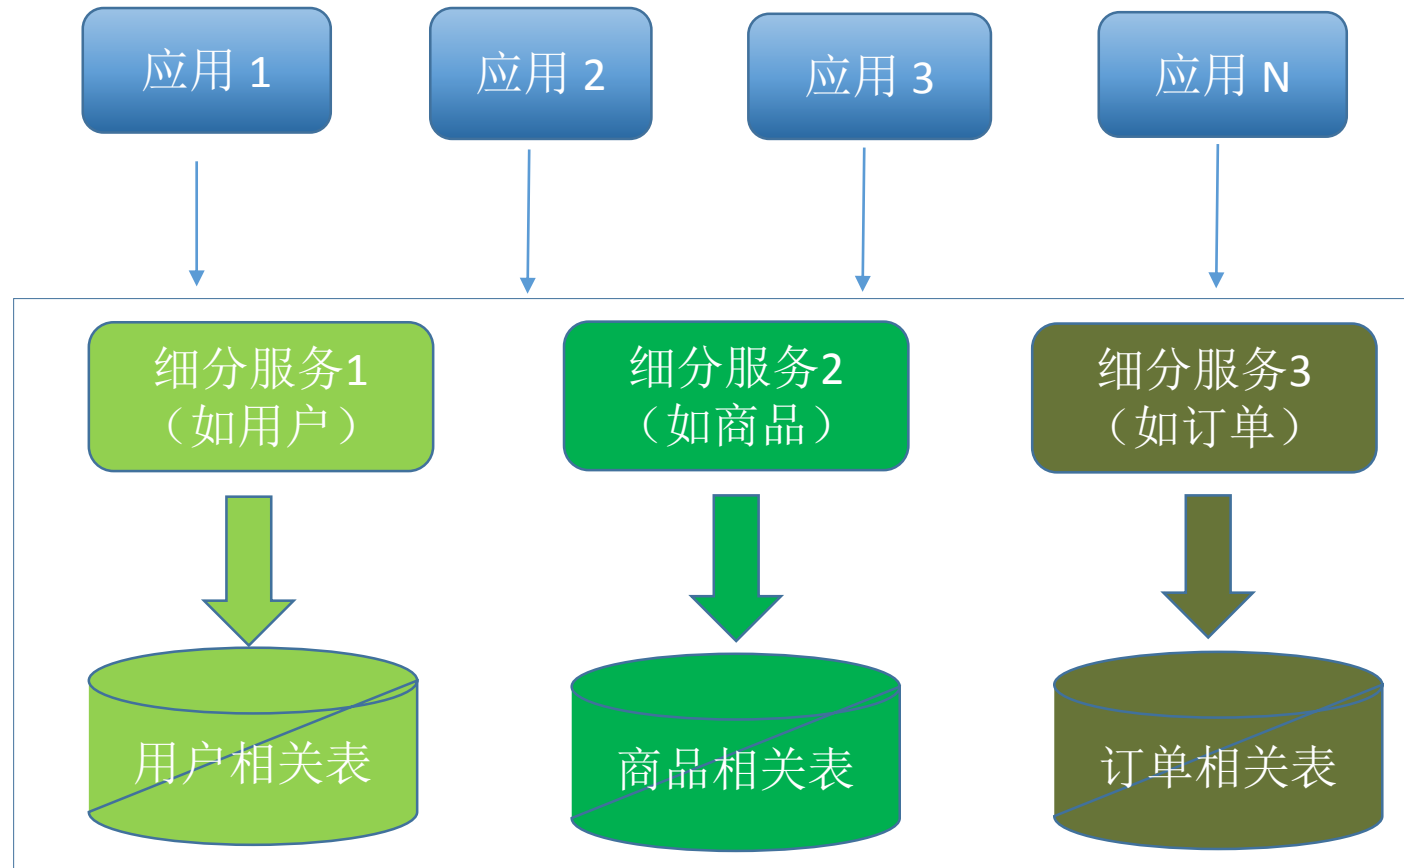 应用 1
应用 2
应用 3
应用 N
细分服务1
（如用户）
细分服务2
（如商品）
细分服务3
（如订单）
用户相关表
商品相关表
订单相关表